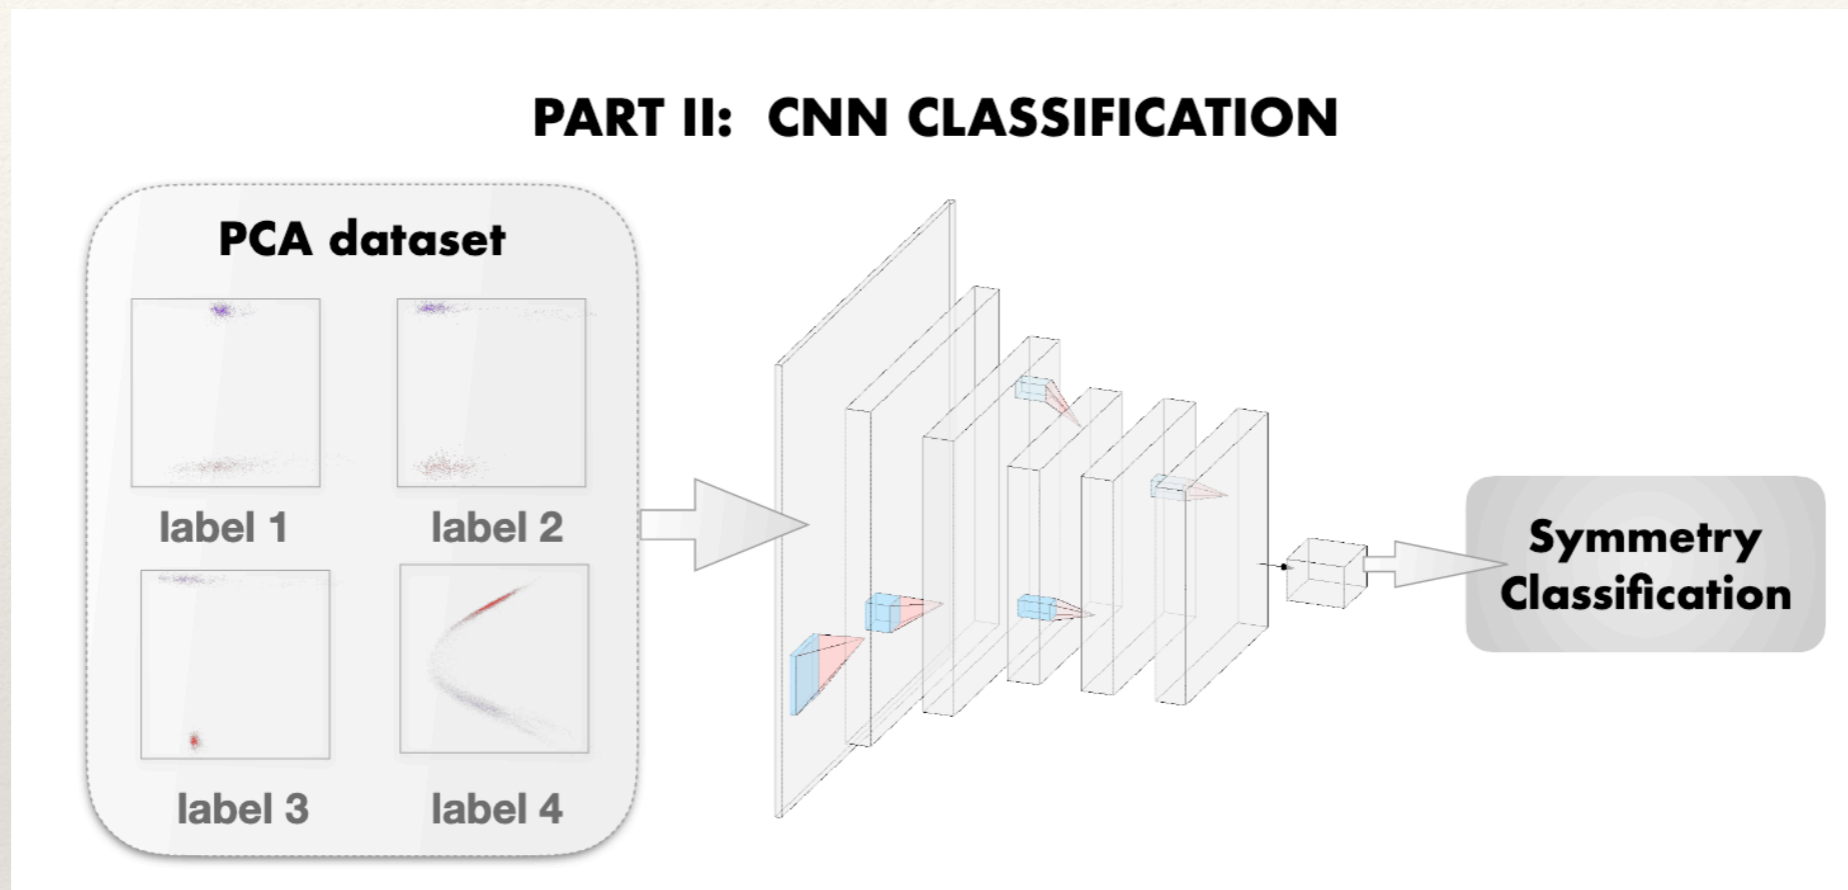 PART II: CNN CLASSIFICATION
PCA dataset
label 1
label 2
label 3
label 4
Symmetry
Classification